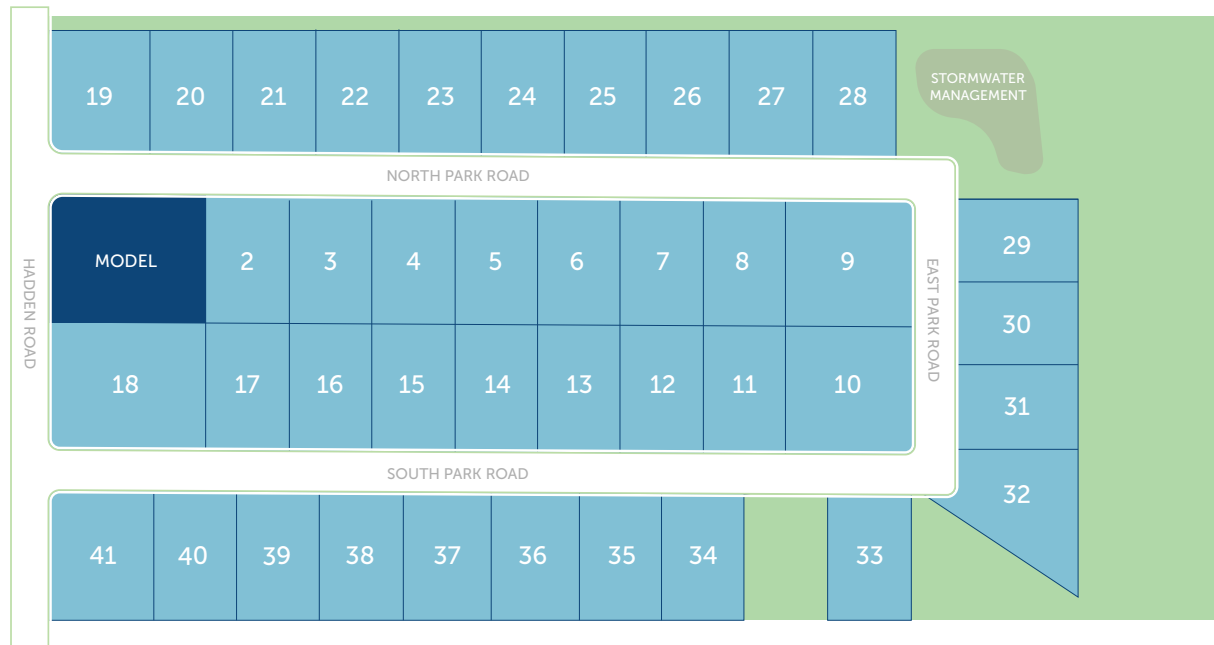 19 20 21 22 23 24 25 26 27 28
STORMWATER
MANAGEMENT
NORTH PARK ROAD
MODEL 2 3 4 5 6 7 8 9
HADDEN ROAD
EAST PARK ROAD
29
30
31
32
18 17 16 15 14 13 12 11 10
SOUTH PARK ROAD
41 40 39 38 37 36 35 34 33